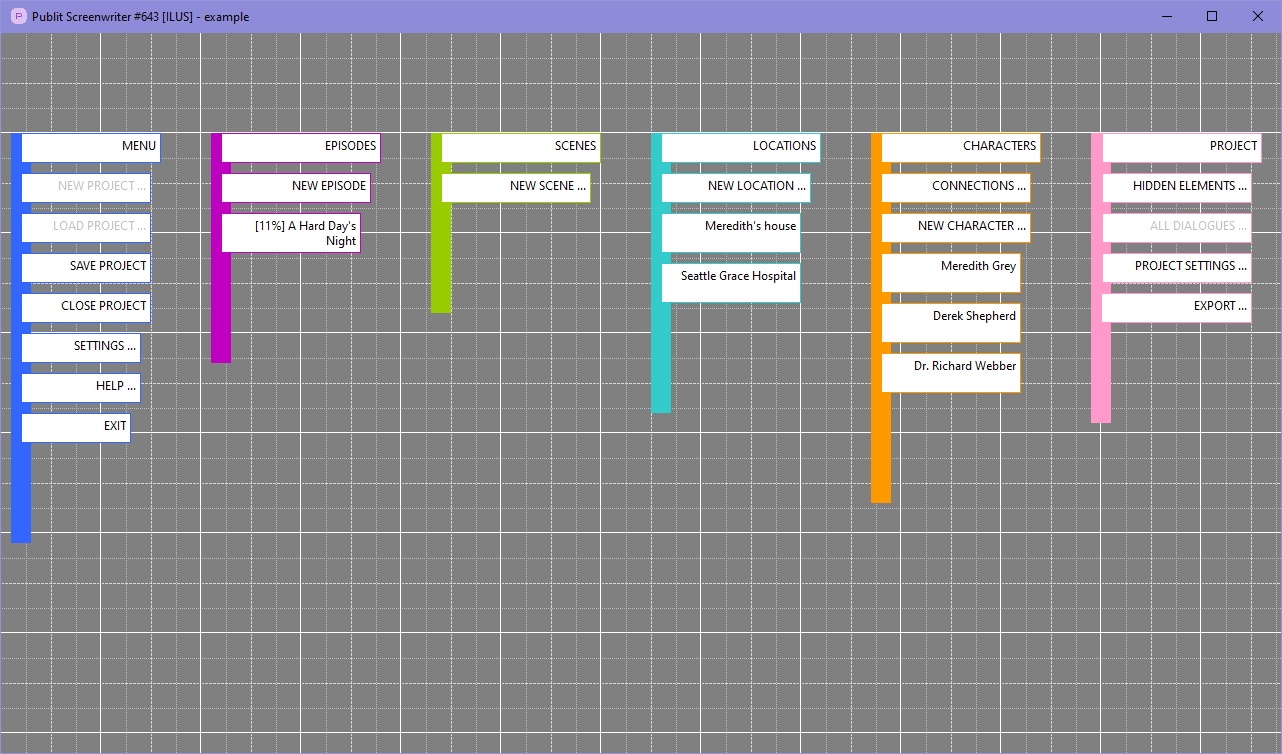 P
Publit Screenwriter #643 [ILUS] - example
MENU
NEW PROJECT ...
LOAD PROJECT ...
SAVE PROJECT
CLOSE PROJECT
SETTINGS ...
HELP ...
EXIT
EPISODES
NEW EPISODE
[11%] A Hard Day's
Night
SCENES
NEW SCENE ...
LOCATIONS
NEW LOCATION ...
Meredith's house
Seattle Grace Hospital
CHARACTERS
CONNECTIONS ...
NEW CHARACTER ...
Meredith Grey
Derek Shepherd
Dr. Richard Webber
PROJECT
HIDDEN ELEMENTS ...
ALL DIALOGUES ...
PROJECT SETTINGS ...
EXPORT ...